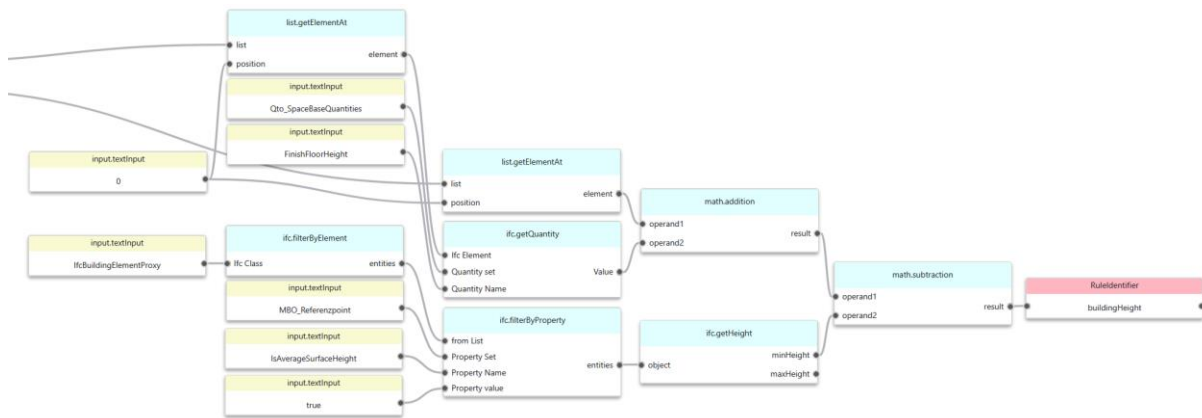 list.getElementAt
list
element
position
input.textInput
Qto_SpaceBaseQuantities
input.textInput
FinishFloorHeight
input.textInput
0
list.getElementAt
list
element
position
math.addition
operand1
result
operand2
input.textInput
IfcBuildingElementProxy
ifc.filterByElement
Ifc Class
entities
ifc.getQuantity
Ifc Element
Quantity set
Value
Quantity Name
math.subtraction
operand1
result
operand2
RuleIdentifier
buildingHeight
input.textInput
MBO_Referenzpoint
input.textInput
IsAverageSurfaceHeight
input.textInput
true
ifc.filterByProperty
from List
Property Set
entities
Property Name
Property value
ifc.getHeight
minHeight
object
maxHeight